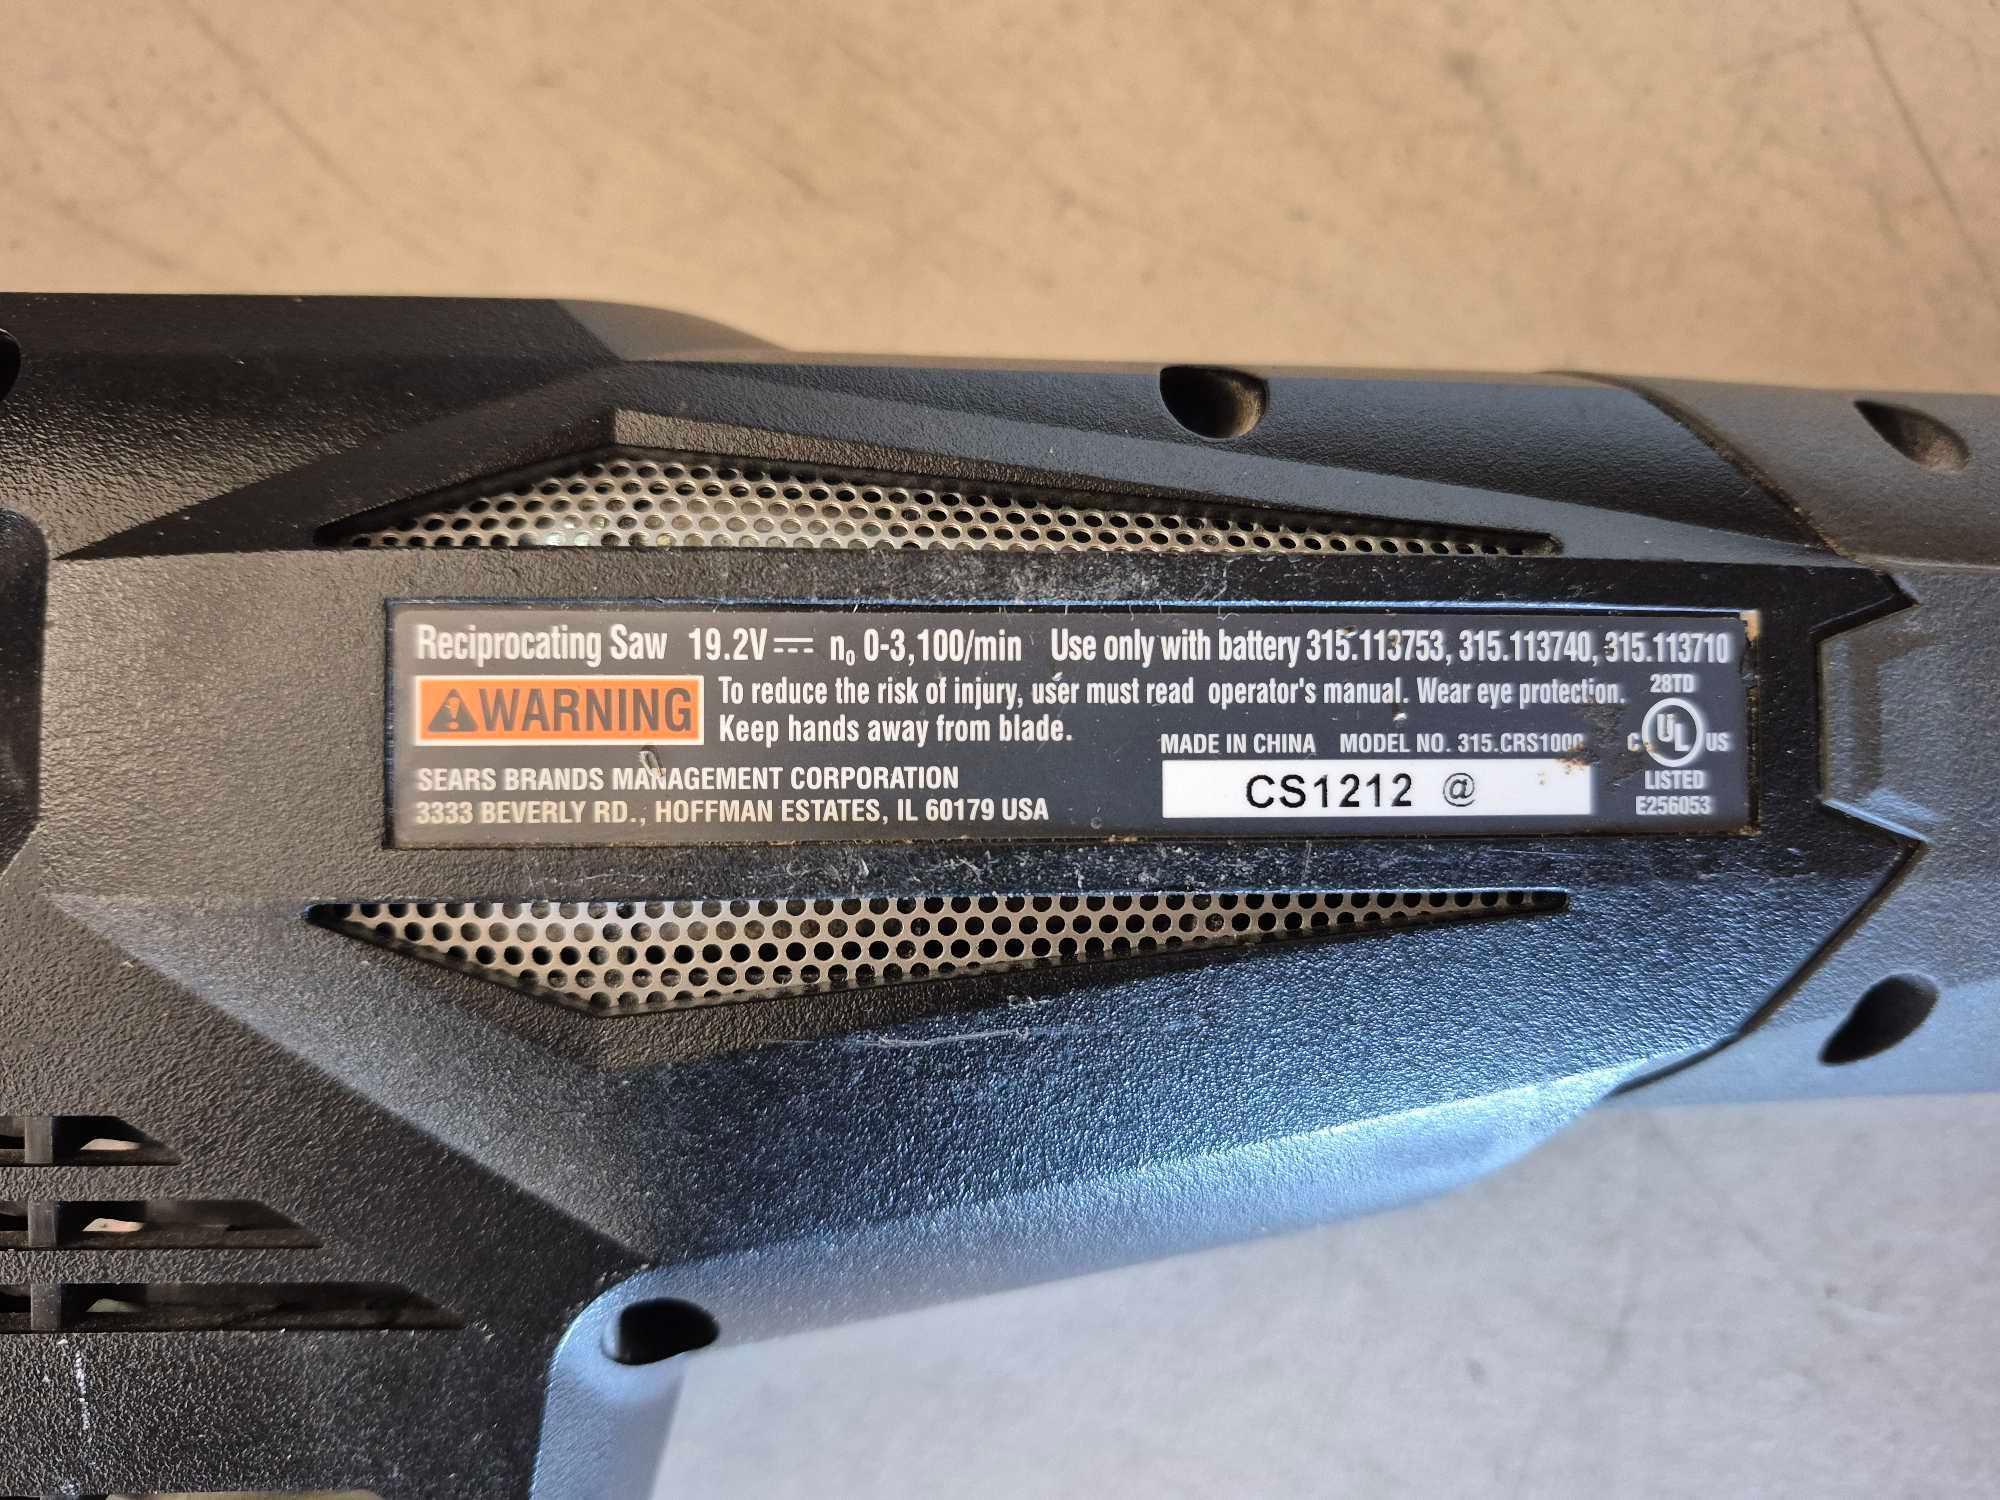 Reciprocating Saw 19.2V ⎓ n₀ 0-3,100/min Use only with battery 315.113753, 315.113740, 315.113710
⚠WARNING To reduce the risk of injury, user must read operator's manual. Wear eye protection.
Keep hands away from blade.
28TD
C UL US
LISTED
E256053
MADE IN CHINA MODEL NO. 315.CRS1000
CS1212 @
SEARS BRANDS MANAGEMENT CORPORATION
3333 BEVERLY RD., HOFFMAN ESTATES, IL 60179 USA